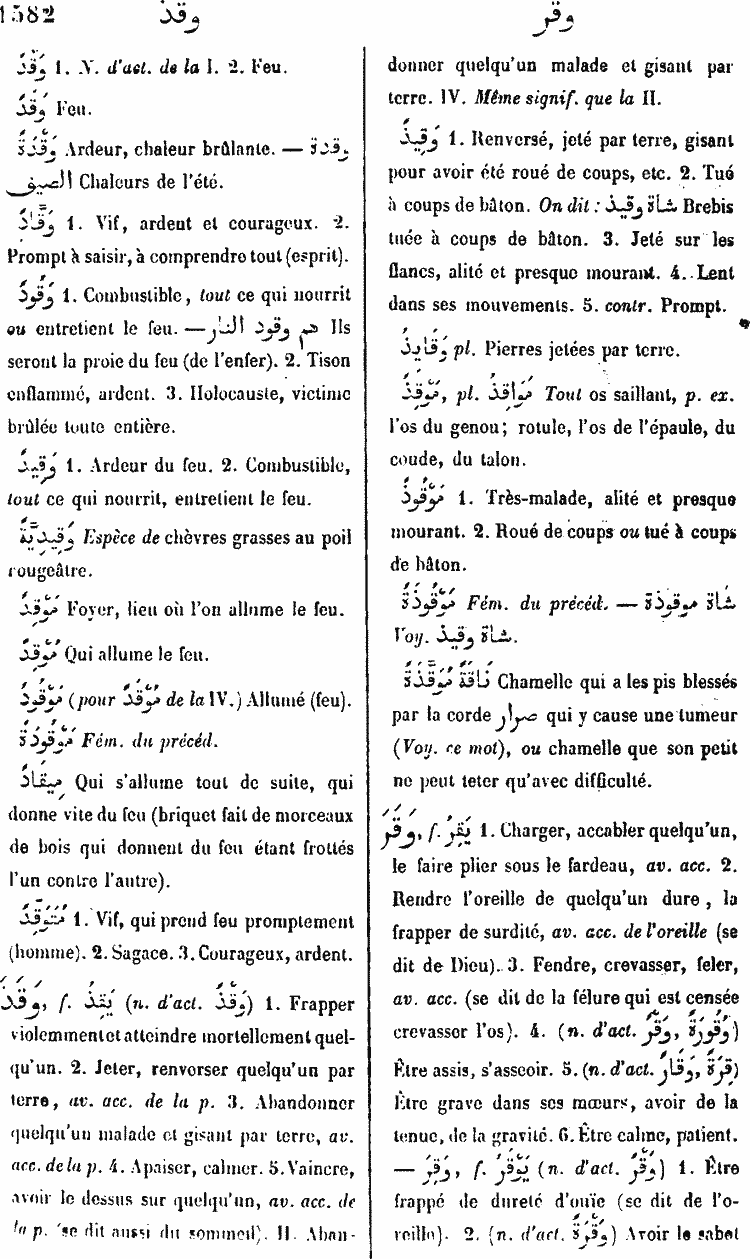 1582 وقذ وقر
وَقْدٌ 1. N. d'act. de la I. 2. Feu.
وَقَدٌ Feu.
وَقْدَةٌ Ardeur, chaleur brûlante. — وقدة
الصيف Chaleurs de l'été.
وَقَّادٌ 1. Vif, ardent et courageux. 2.
Prompt à saisir, à comprendre tout (esprit).
وَقُودٌ 1. Combustible, tout ce qui nourrit
ou entretient le feu. — هم وقود النار Ils
seront la proie du feu (de l'enfer). 2. Tison
enflammé, ardent. 3. Holocauste, victime
brûlée toute entière.
وَقِيدٌ 1. Ardeur du feu. 2. Combustible,
tout ce qui nourrit, entretient le feu.
وَقِيدِيَّةٌ Espèce de chèvres grasses au poil
rougeâtre.
مَوْقِدٌ Foyer, lieu où l'on allume le feu.
مُوقِدٌ Qui allume le feu.
مَوْقُودٌ (pour مُوقَدٌ de la IV.) Allumé (feu).
مَوْقُودَةٌ Fém. du précéd.
مِيقَادٌ Qui s'allume tout de suite, qui
donne vite du feu (briquet fait de morceaux
de bois qui donnent du feu étant frottés
l'un contre l'autre).
مُتَوَقِّدٌ 1. Vif, qui prend feu promptement
(homme). 2. Sagace. 3. Courageux, ardent.
وَقَذَ, f. يَقِذُ (n. d'act. وَقْذٌ) 1. Frapper
violemment et atteindre mortellement quel-
qu'un. 2. Jeter, renverser quelqu'un par
terre, av. acc. de la p. 3. Abandonner
quelqu'un malade et gisant par terre, av.
acc. de la p. 4. Apaiser, calmer. 5. Vaincre,
avoir le dessus sur quelqu'un, av. acc. de
la p. (se dit aussi du sommeil). II. Aban-
donner quelqu'un malade et gisant par
terre. IV. Même signif. que la II.
وَقِيذٌ 1. Renversé, jeté par terre, gisant
pour avoir été roué de coups, etc. 2. Tué
à coups de bâton. On dit : شاة وقيذ Brebis
tuée à coups de bâton. 3. Jeté sur les
flancs, alité et presque mourant. 4. Lent
dans ses mouvements. 5. contr. Prompt.
وَقَايِذُ pl. Pierres jetées par terre.
مَوْقِذٌ, pl. مَوَاقِذُ Tout os saillant, p. ex.
l'os du genou; rotule, l'os de l'épaule, du
coude, du talon.
مَوْقُوذٌ 1. Très-malade, alité et presque
mourant. 2. Roué de coups ou tué à coups
de bâton.
مَوْقُوذَةٌ Fém. du précéd. — شاة موقوذة
Voy. شاة وقيذ.
نَاقَةٌ مُوَقَّذَةٌ Chamelle qui a les pis blessés
par la corde صرار qui y cause une tumeur
(Voy. ce mot), ou chamelle que son petit
ne peut teter qu'avec difficulté.
وَقَرَ, f. يَقِرُ 1. Charger, accabler quelqu'un,
le faire plier sous le fardeau, av. acc. 2.
Rendre l'oreille de quelqu'un dure, la
frapper de surdité, av. acc. de l'oreille (se
dit de Dieu). 3. Fendre, crevasser, feler,
av. acc. (se dit de la félure qui est censée
crevasser l'os). 4. (n. d'act. وَقْرٌ, وُقُورَةٌ)
Être assis, s'asseoir. 5. (n. d'act. وَقَارٌ, قِرَةٌ)
Être grave dans ses mœurs, avoir de la
tenue, de la gravité. 6. Être calme, patient.
— وَقِرَ, f. يَوْقَرُ (n. d'act. وَقْرٌ) 1. Être
frappé de dureté d'ouïe (se dit de l'o-
reille). 2. (n. d'act. وَقْرَةٌ) Avoir le sabot